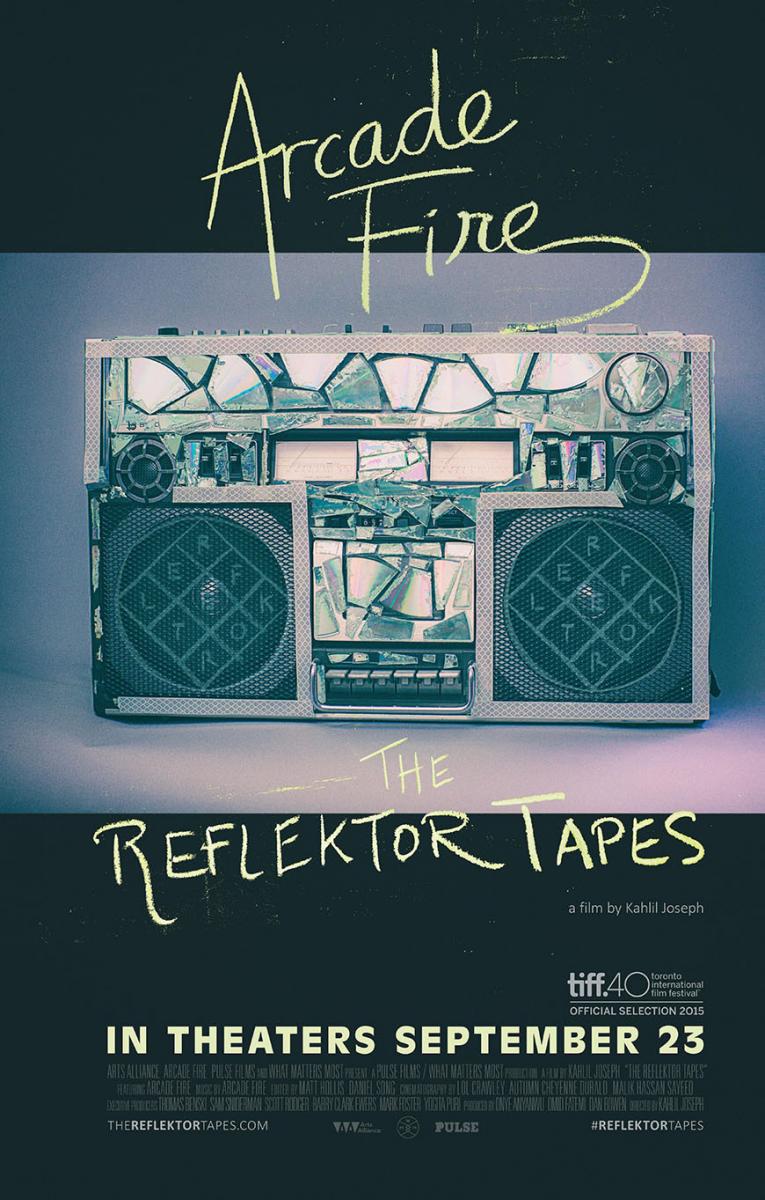 Arcade
Fire
THE
REFLEKTOR TAPES
a film by Kahlil Joseph
tiff.40 toronto
international
film festival
OFFICIAL SELECTION 2015
IN THEATERS SEPTEMBER 23
ARTS ALLIANCE ARCADE FIRE PULSE FILMS AND WHAT MATTERS MOST PRESENT A PULSE FILMS / WHAT MATTERS MOST PRODUCTION A FILM BY KAHLIL JOSEPH "THE REFLEKTOR TAPES"
FEATURING ARCADE FIRE MUSIC BY ARCADE FIRE EDITED BY MATT HOLLIS DANIEL SONG CINEMATOGRAPHY BY LOL CRAWLEY AUTUMN CHEYENNE DURALD MALIK HASSAN SAYEED
EXECUTIVE PRODUCERS THOMAS BENSKI SAM SNIDERMAN SCOTT RODGER BARRY CLARK-EWERS MARK FOSTER YOGITA PURI PRODUCED BY ONYE ANYANWU OMID FATEMI DAN BOWEN DIRECTED BY KAHLIL JOSEPH
THEREFLEKTORTAPES.COM Arts Alliance PULSE #REFLEKTORTAPES